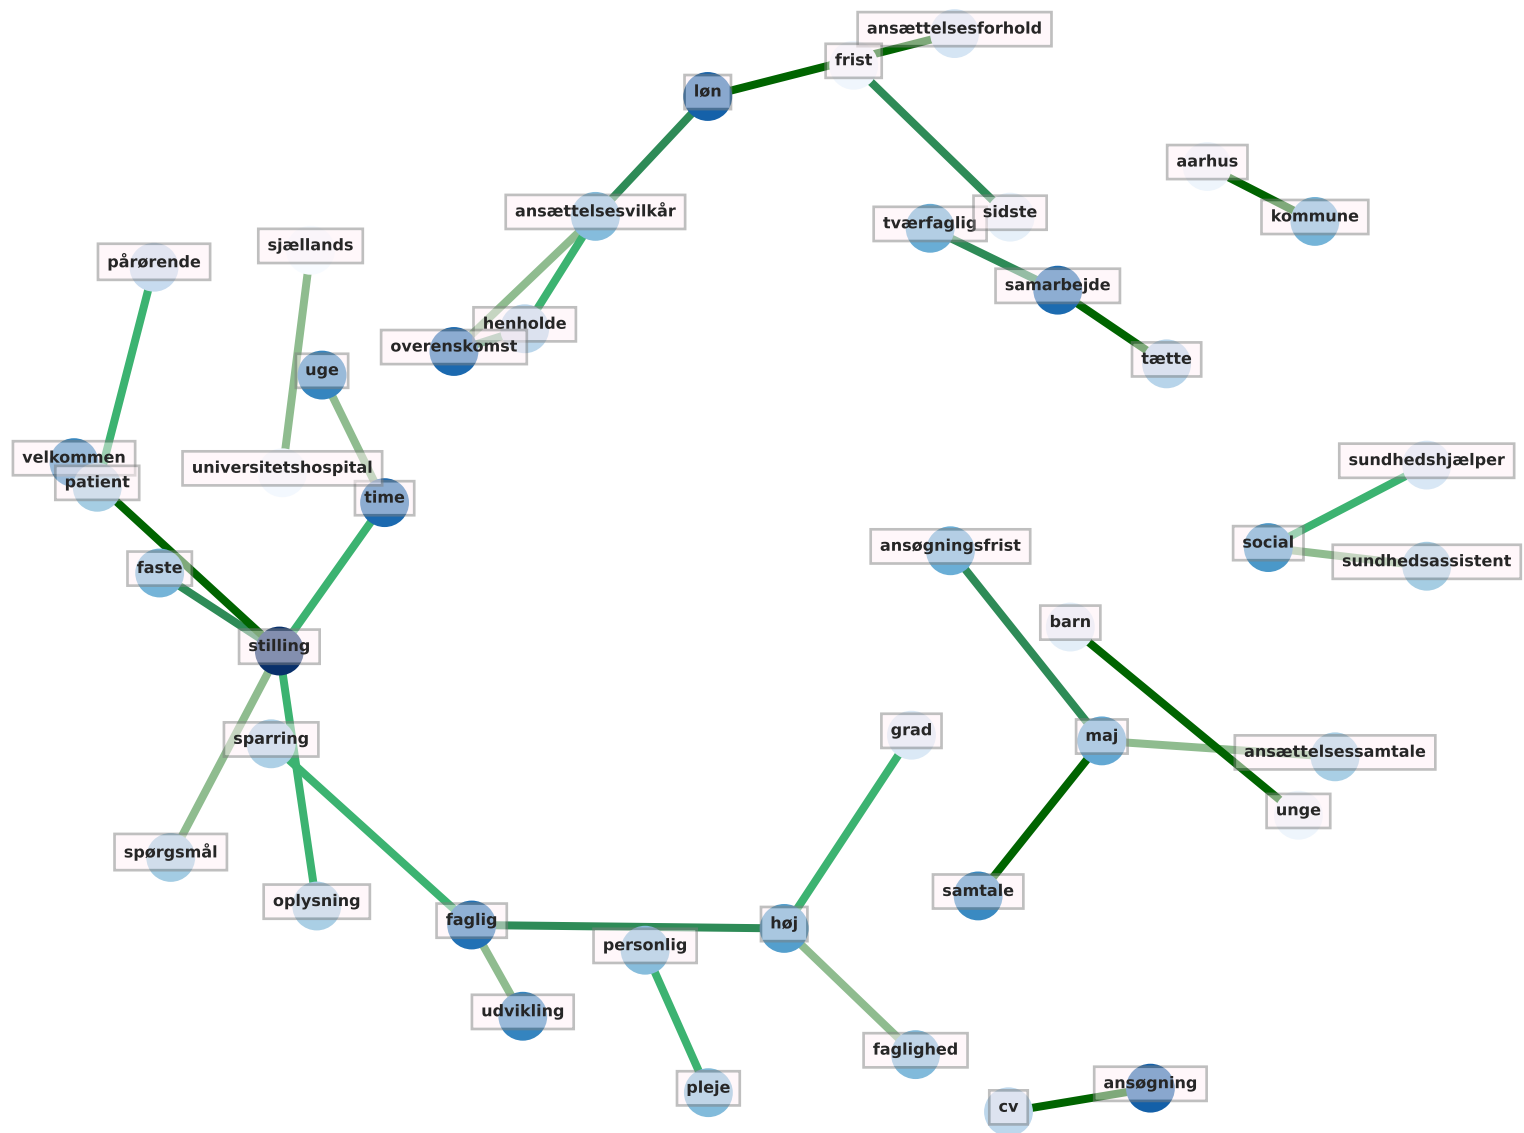 ansættelsesforhold
frist
løn
aarhus
ansættelsesvilkår
sidste
kommune
tværfaglig
sjællands
pårørende
samarbejde
henholde
overenskomst
tætte
uge
velkommen
sundhedshjælper
universitetshospital
patient
time
social
ansøgningsfrist
sundhedsassistent
faste
barn
stilling
grad
maj
sparring
ansættelsessamtale
unge
spørgsmål
samtale
oplysning
faglig
høj
personlig
udvikling
faglighed
ansøgning
pleje
cv